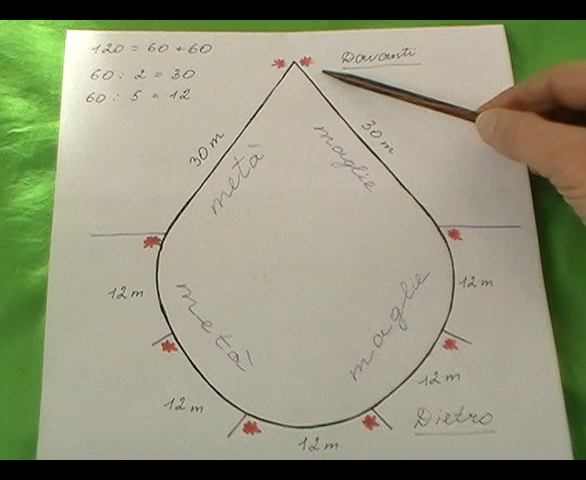 120 = 60 + 60
60 : 2 = 30
60 : 5 = 12
Davanti
30 m
30 m
metà
maglie
12 m
12 m
metà
maglie
12 m
12 m
12 m
Dietro